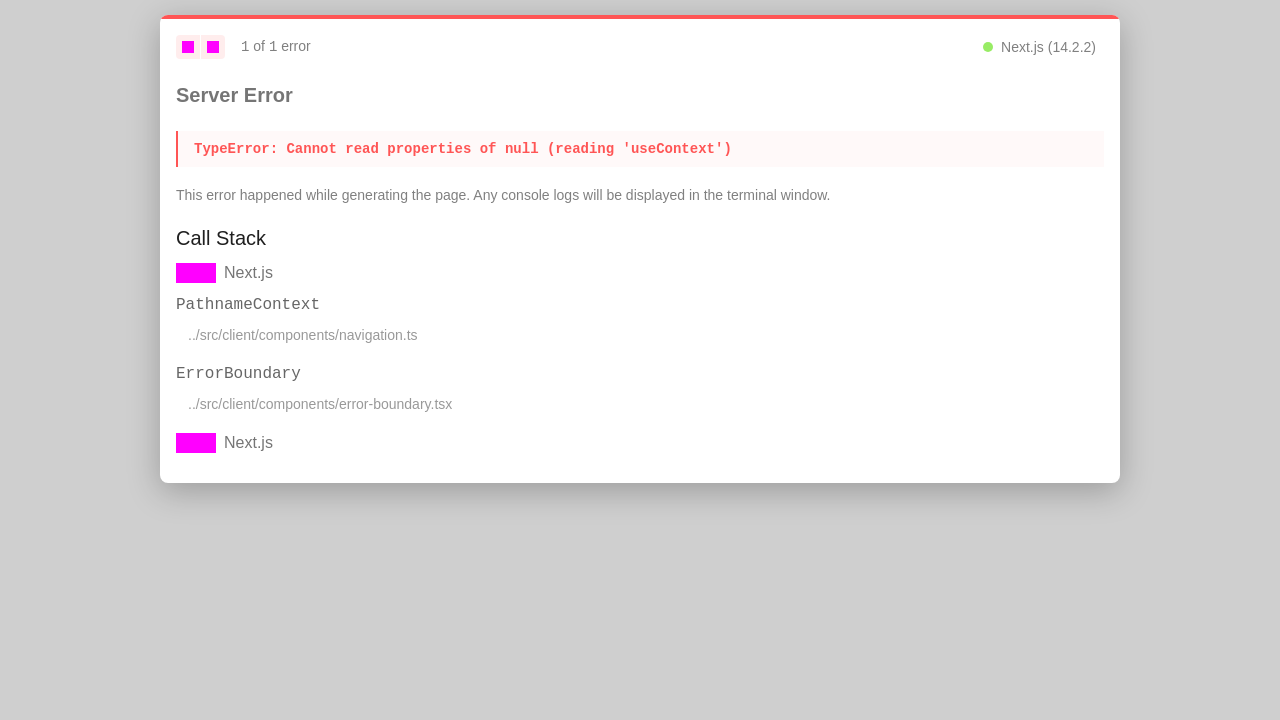 1 of 1 error
Next.js (14.2.2)
Server Error
TypeError: Cannot read properties of null (reading 'useContext')
This error happened while generating the page. Any console logs will be displayed in the terminal window.
Call Stack
Next.js
PathnameContext
../src/client/components/navigation.ts
ErrorBoundary
../src/client/components/error-boundary.tsx
Next.js